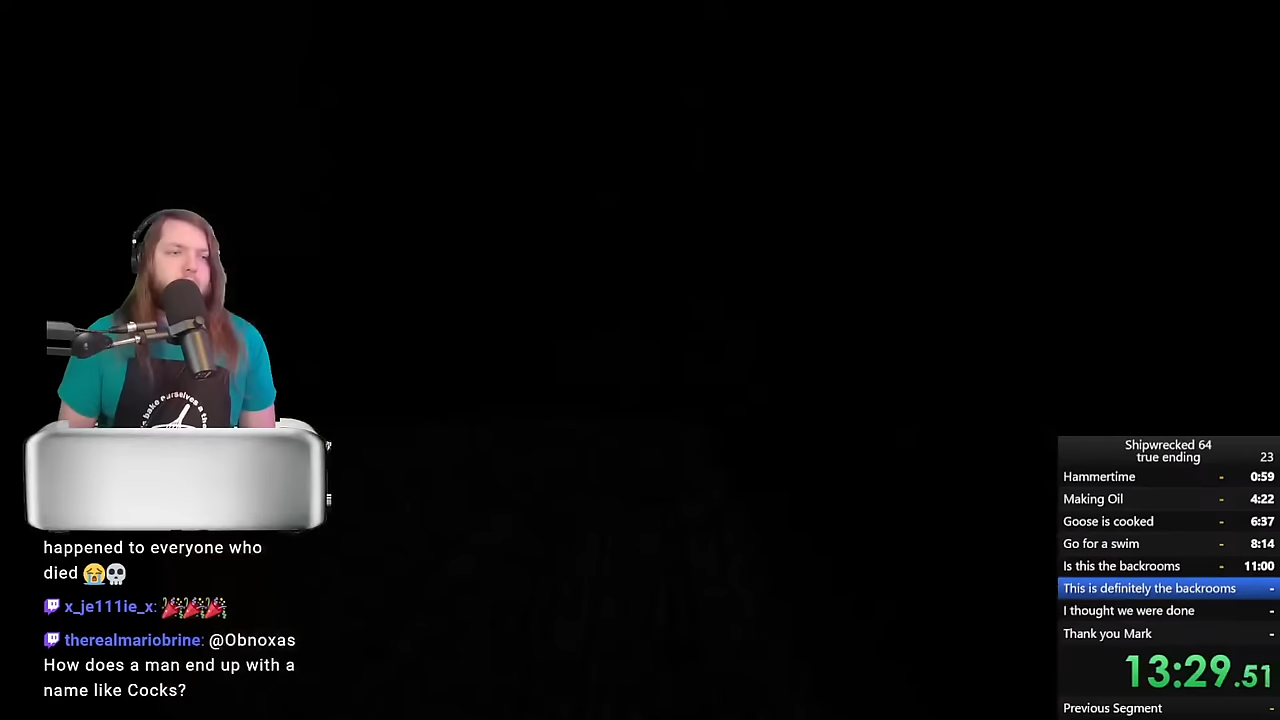 bake ourselves a the
happened to everyone who
died 😭💀
x_je111ie_x: 🎉🎉🎉
therealmariobrine: @Obnoxas
How does a man end up with a
name like Cocks?
Shipwrecked 64
true ending 23
Hammertime - 0:59
Making Oil - 4:22
Goose is cooked - 6:37
Go for a swim - 8:14
Is this the backrooms - 11:00
This is definitely the backrooms -
I thought we were done -
Thank you Mark -
13:29.51
Previous Segment -